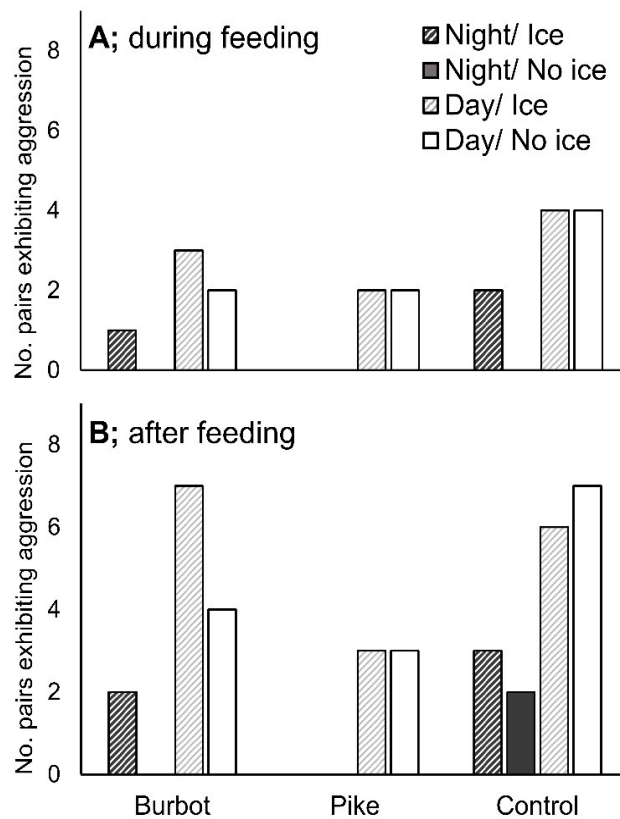 A; during feeding
Night/ Ice
Night/ No ice
Day/ Ice
Day/ No ice
No. pairs exhibiting aggression
8
6
4
2
0
B; after feeding
No. pairs exhibiting aggression
8
6
4
2
0
Burbot Pike Control